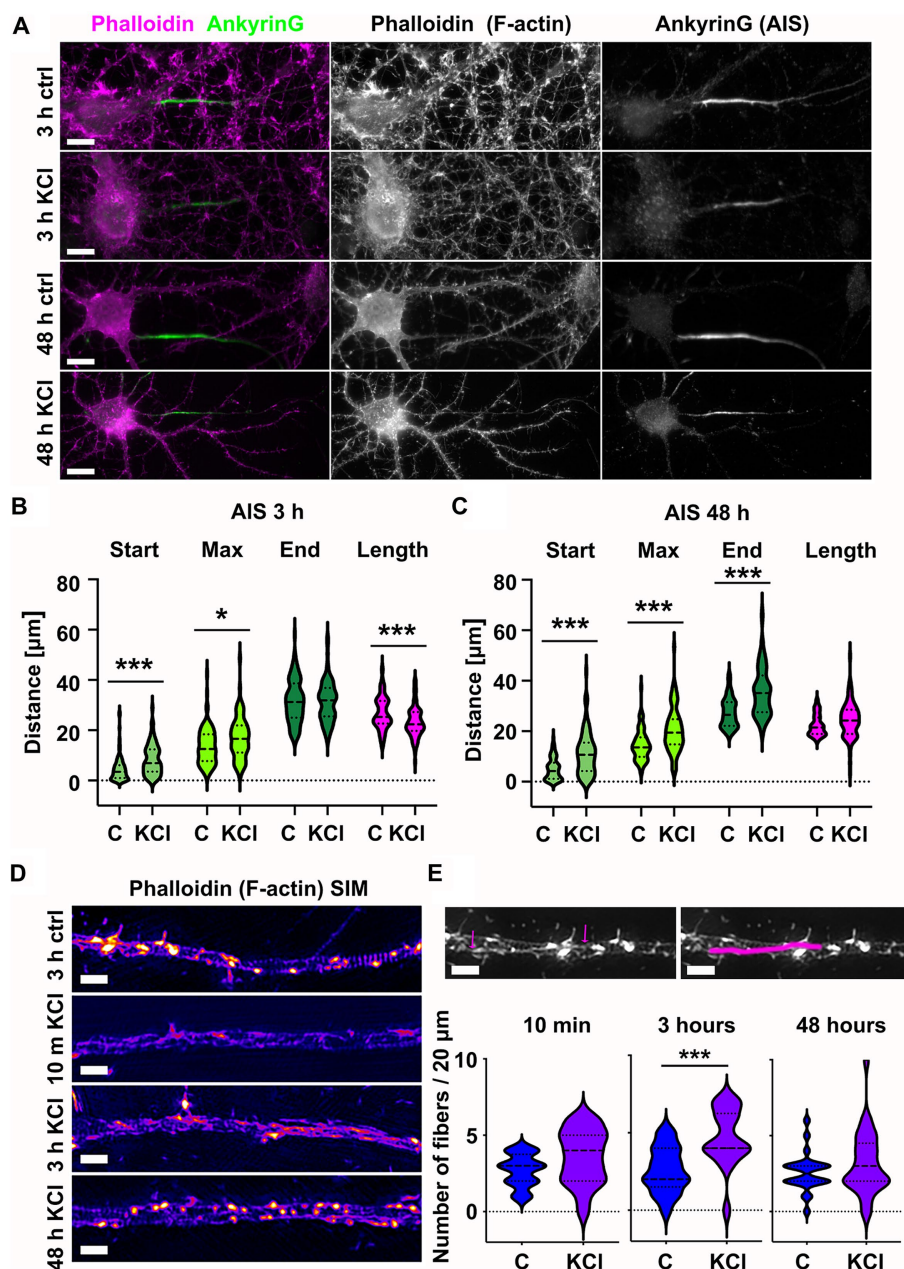 A
Phalloidin AnkyrinG
Phalloidin (F-actin)
AnkyrinG (AIS)
3 h ctrl
3 h KCl
48 h ctrl
48 h KCl
B
AIS 3 h
Start Max End Length
Distance [µm]
80
60
40
20
0
*** * ***
C KCl C KCl C KCl C KCl
C
AIS 48 h
Start Max End Length
Distance [µm]
80
60
40
20
0
*** *** ***
C KCl C KCl C KCl C KCl
D
Phalloidin (F-actin) SIM
3 h ctrl
10 m KCl
3 h KCl
48 h KCl
E
10 min 3 hours 48 hours
Number of fibers / 20 µm
10
5
0
***
C KCl C KCl C KCl